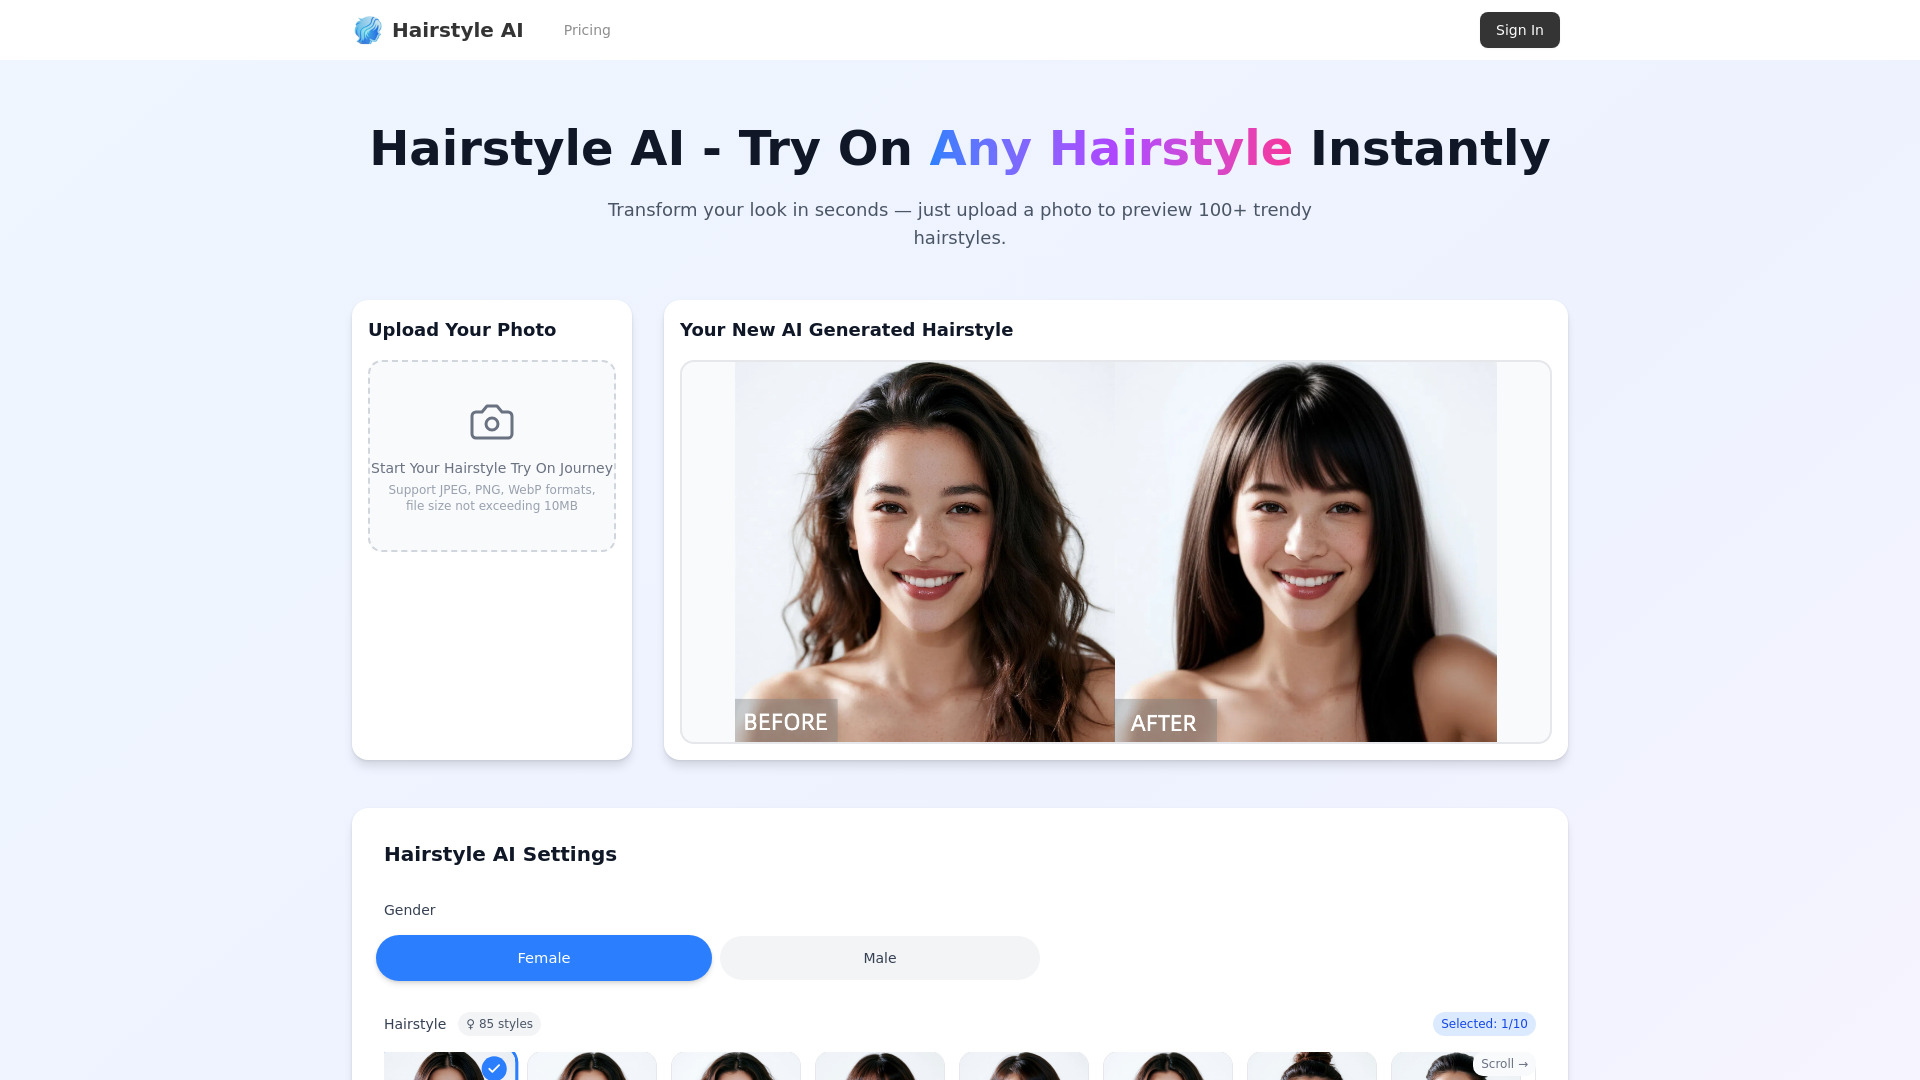 Hairstyle AI
Pricing
Sign In
Hairstyle AI - Try On Any Hairstyle Instantly
Transform your look in seconds — just upload a photo to preview 100+ trendy
hairstyles.
Upload Your Photo
Start Your Hairstyle Try On Journey
Support JPEG, PNG, WebP formats,
file size not exceeding 10MB
Your New AI Generated Hairstyle
BEFORE
AFTER
Hairstyle AI Settings
Gender
Female
Male
Hairstyle
♀ 85 styles
Selected: 1/10
Scroll →